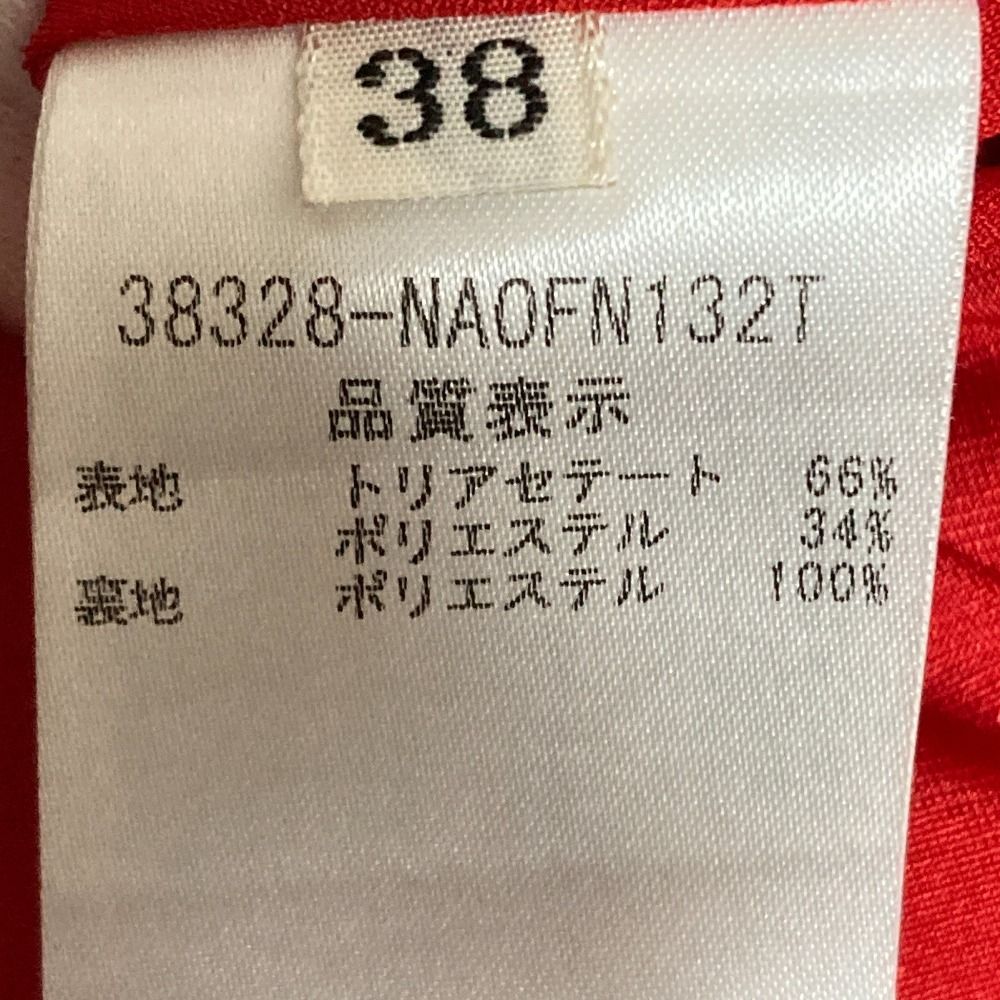 38
38328-NAOFN132T
品質表示
表地 トリアセテート 66%
ポリエステル 34%
裏地 ポリエステル 100%